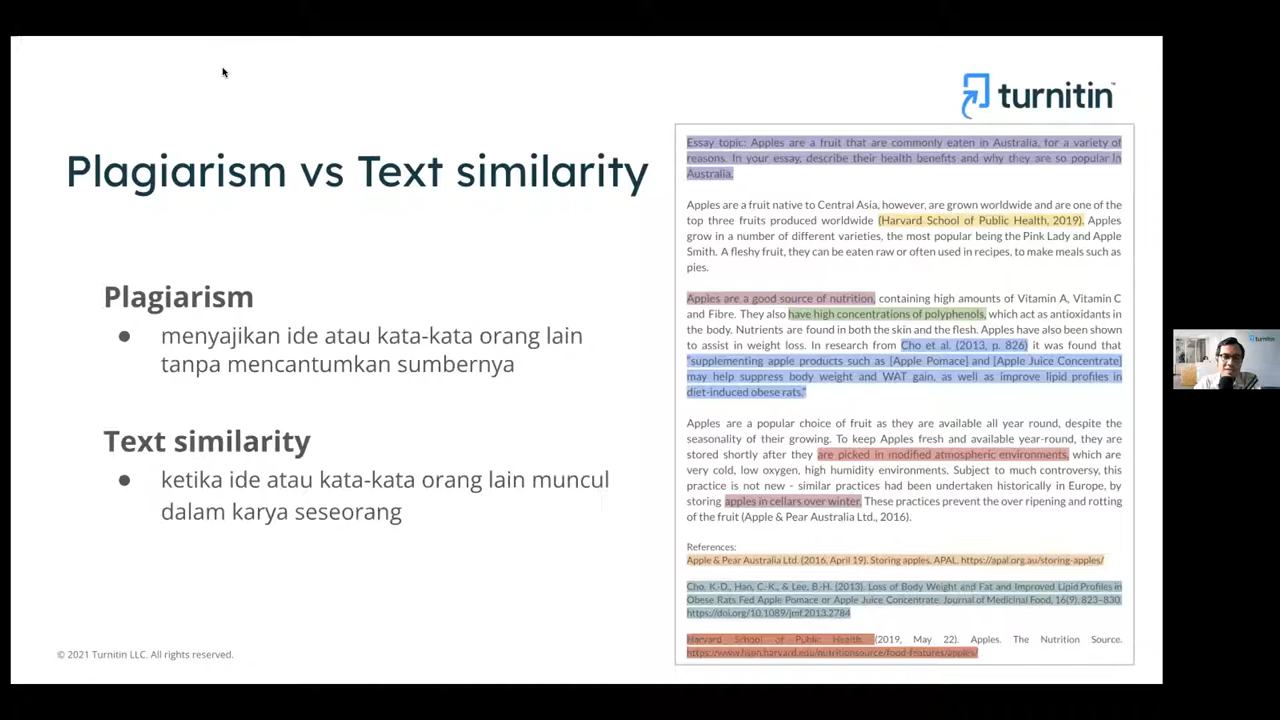 turnitin
Plagiarism vs Text similarity
Plagiarism
• menyajikan ide atau kata-kata orang lain
tanpa mencantumkan sumbernya
Text similarity
• ketika ide atau kata-kata orang lain muncul
dalam karya seseorang
© 2021 Turnitin LLC. All rights reserved.
Essay topic: Apples are a fruit that are commonly eaten in Australia, for a variety of
reasons. In your essay, describe their health benefits and why they are so popular in
Australia.
Apples are a fruit native to Central Asia, however, are grown worldwide and are one of the
top three fruits produced worldwide (Harvard School of Public Health, 2019). Apples
grow in a number of different varieties, the most popular being the Pink Lady and Apple
Smith. A fleshy fruit, they can be eaten raw or often used in recipes, to make meals such as
pies.
Apples are a good source of nutrition, containing high amounts of Vitamin A, Vitamin C
and Fibre. They also have high concentrations of polyphenols, which act as antioxidants in
the body. Nutrients are found in both the skin and the flesh. Apples have also been shown
to assist in weight loss. In research from Cho et al. (2013, p. 826) it was found that
"supplementing apple products such as [Apple Pomace] and [Apple Juice Concentrate]
may help suppress body weight and WAT gain, as well as improve lipid profiles in
diet-induced obese rats."
Apples are a popular choice of fruit as they are available all year round, despite the
seasonality of their growing. To keep Apples fresh and available year-round, they are
stored shortly after they are picked in modified atmospheric environments, which are
very cold, low oxygen, high humidity environments. Subject to much controversy, this
practice is not new - similar practices had been undertaken historically in Europe, by
storing apples in cellars over winter. These practices prevent the over ripening and rotting
of the fruit (Apple & Pear Australia Ltd., 2016).
References:
Apple & Pear Australia Ltd. (2016, April 19). Storing apples. APAL. https://apal.org.au/storing-apples/
Cho, K.-D., Han, C.-K., & Lee, B.-H. (2013). Loss of Body Weight and Fat and Improved Lipid Profiles in
Obese Rats Fed Apple Pomace or Apple Juice Concentrate. Journal of Medicinal Food, 16(9), 823–830.
https://doi.org/10.1089/jmf.2013.2784
Harvard School of Public Health. (2019, May 22). Apples. The Nutrition Source.
https://www.hsph.harvard.edu/nutritionsource/food-features/apples/
turnitin